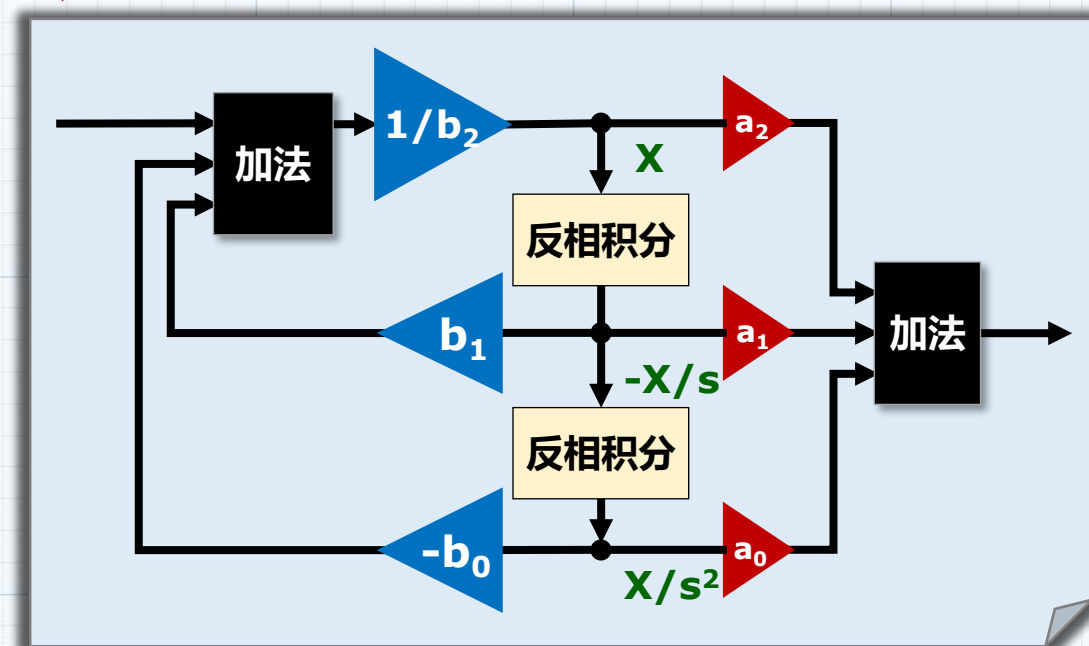 加法
1/b₂
a₂
X
反相积分
b₁
a₁
加法
-X/s
反相积分
-b₀
a₀
X/s²